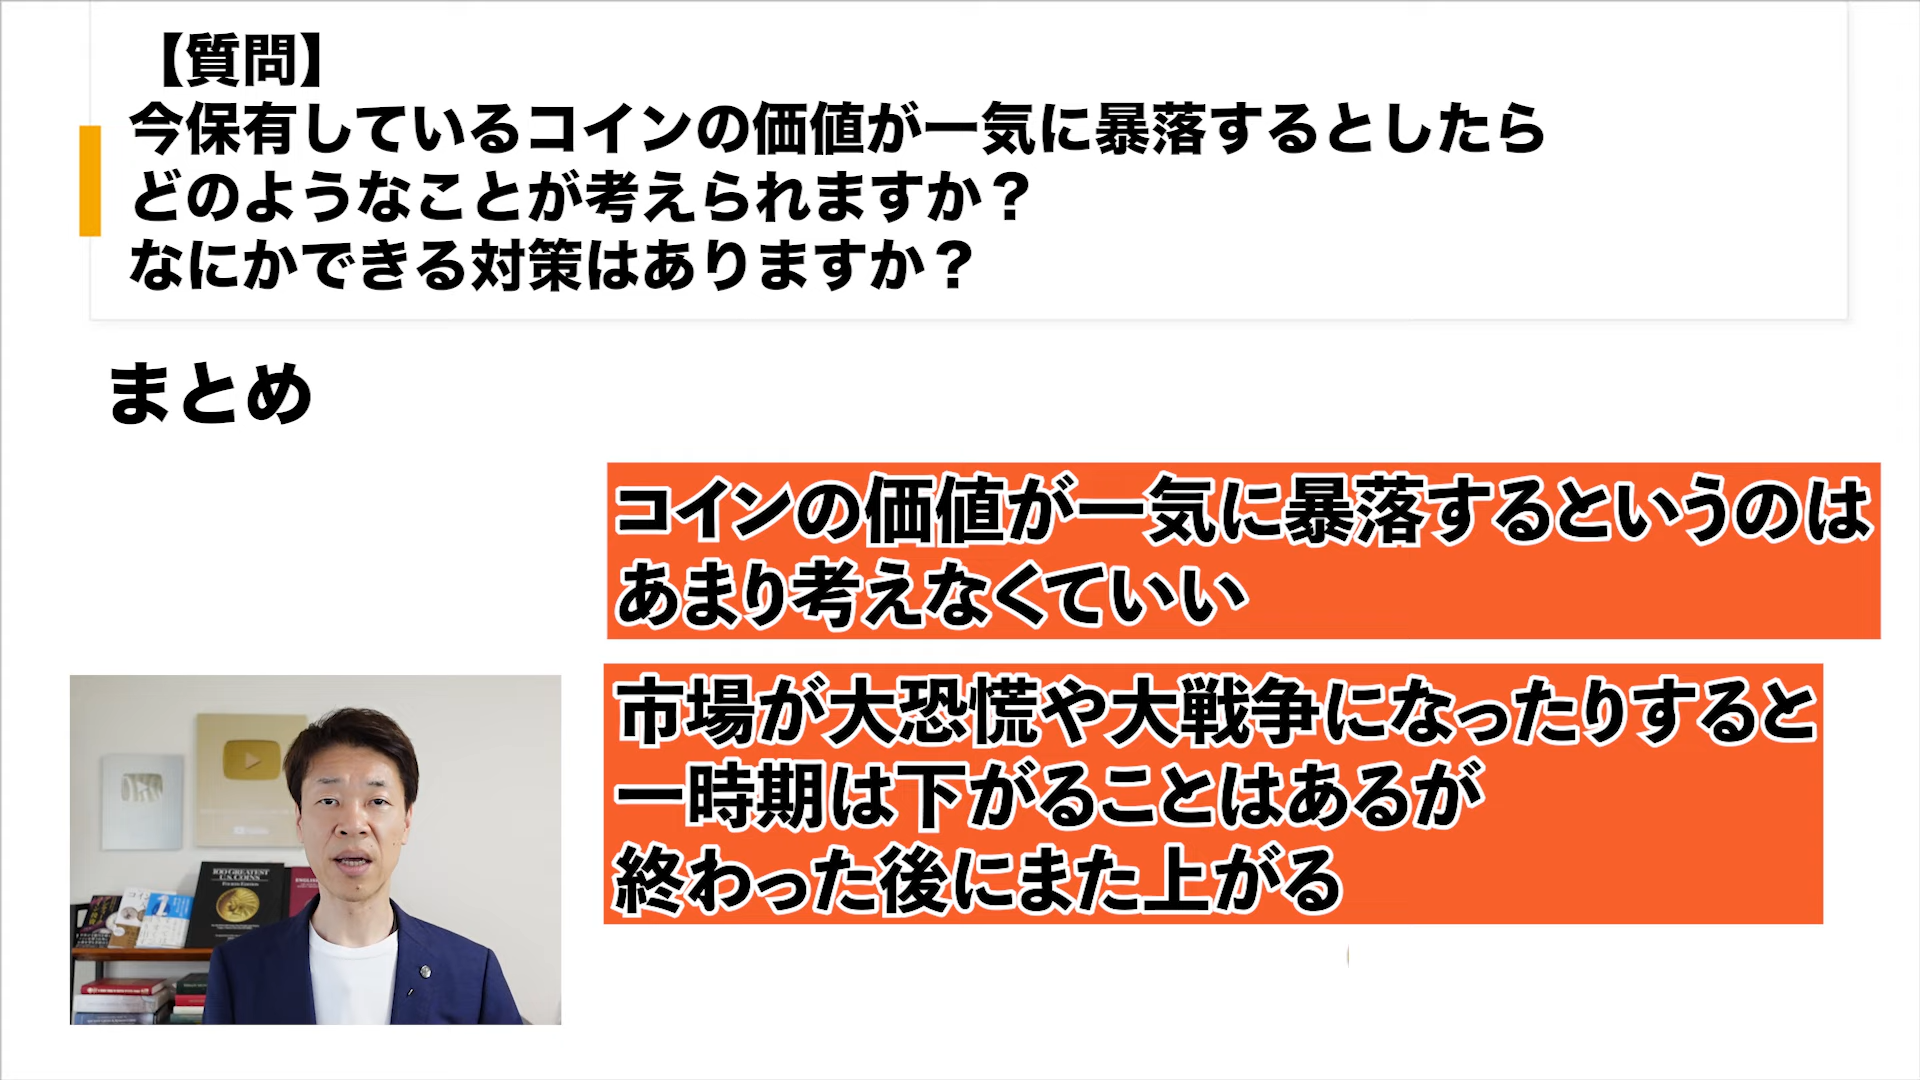 【質問】
今保有しているコインの価値が一気に暴落するとしたら
どのようなことが考えられますか？
なにかできる対策はありますか？
まとめ
コインの価値が一気に暴落するというのは
あまり考えなくていい
市場が大恐慌や大戦争になったりすると
一時期は下がることはあるが
終わった後にまた上がる
100 GREATEST
U.S. COINS
FOURTH EDITION